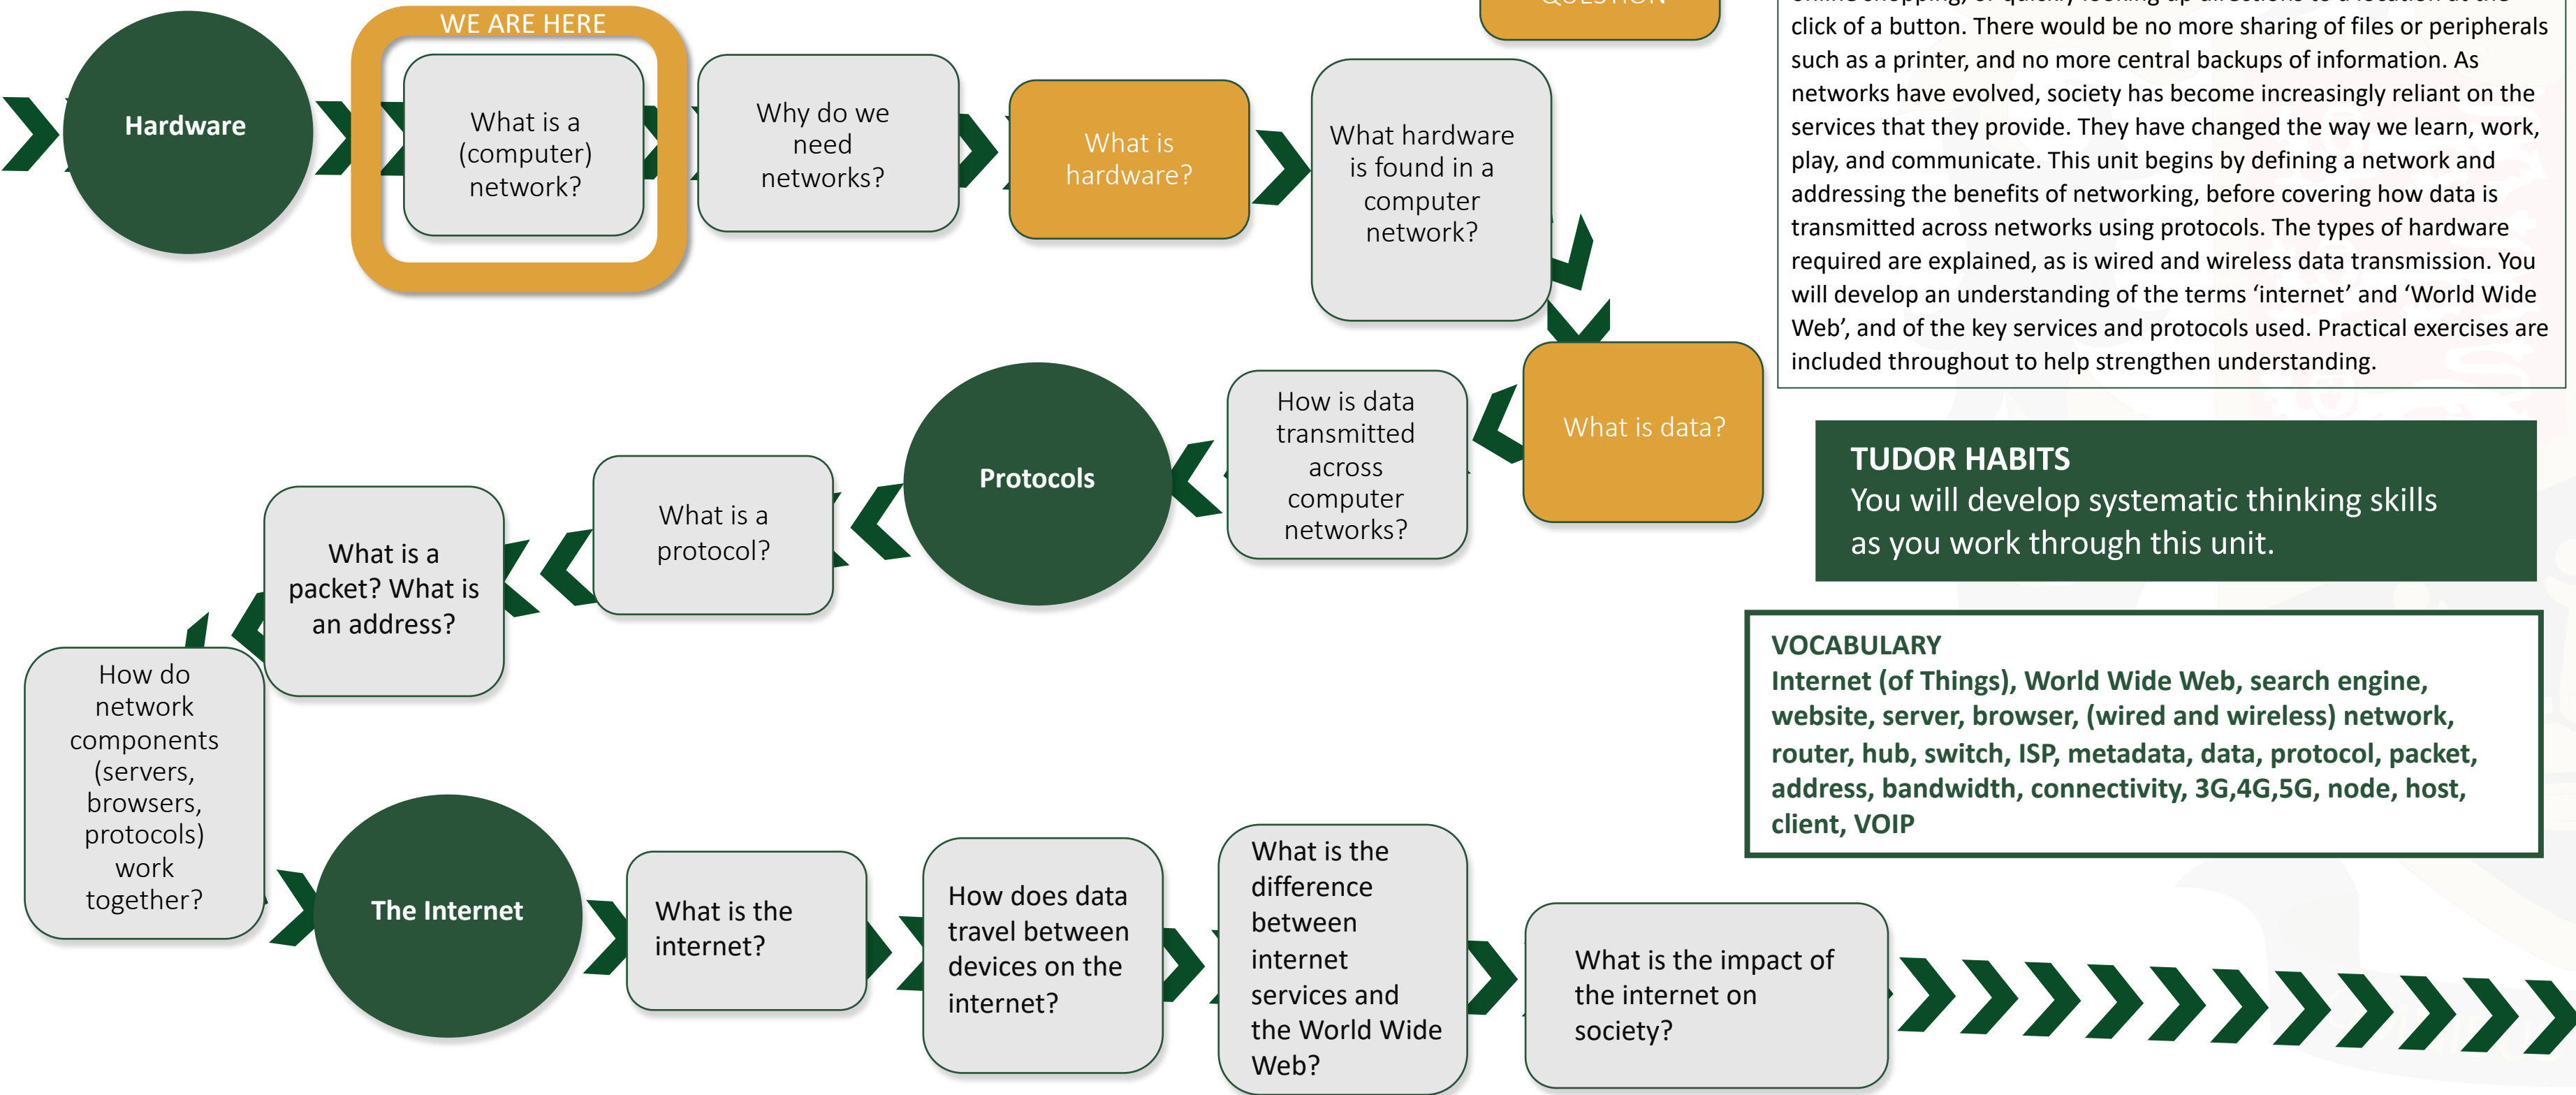 WE ARE HERE
Hardware
What is a
(computer)
network?
Why do we
need
networks?
What is
hardware?
What hardware
is found in a
computer
network?
QUESTION
click of a button. There would be no more sharing of files or peripherals
such as a printer, and no more central backups of information. As
networks have evolved, society has become increasingly reliant on the
services that they provide. They have changed the way we learn, work,
play, and communicate. This unit begins by defining a network and
addressing the benefits of networking, before covering how data is
transmitted across networks using protocols. The types of hardware
required are explained, as is wired and wireless data transmission. You
will develop an understanding of the terms ‘internet’ and ‘World Wide
Web’, and of the key services and protocols used. Practical exercises are
included throughout to help strengthen understanding.
What is data?
How is data
transmitted
across
computer
networks?
Protocols
What is a
protocol?
What is a
packet? What is
an address?
How do
network
components
(servers,
browsers,
protocols)
work
together?
The Internet
What is the
internet?
How does data
travel between
devices on the
internet?
What is the
difference
between
internet
services and
the World Wide
Web?
What is the impact of
the internet on
society?
TUDOR HABITS
You will develop systematic thinking skills
as you work through this unit.
VOCABULARY
Internet (of Things), World Wide Web, search engine,
website, server, browser, (wired and wireless) network,
router, hub, switch, ISP, metadata, data, protocol, packet,
address, bandwidth, connectivity, 3G,4G,5G, node, host,
client, VOIP